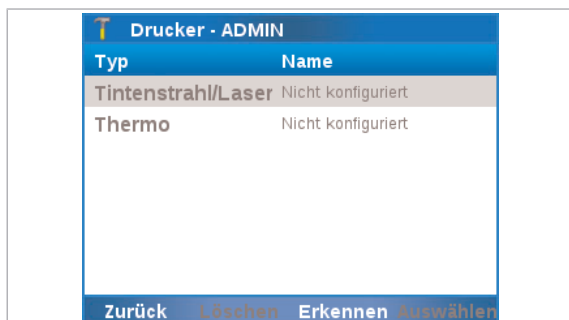 Drucker - ADMIN
Typ Name
Tintenstrahl/Laser Nicht konfiguriert
Thermo Nicht konfiguriert
Zurück Löschen Erkennen Auswählen